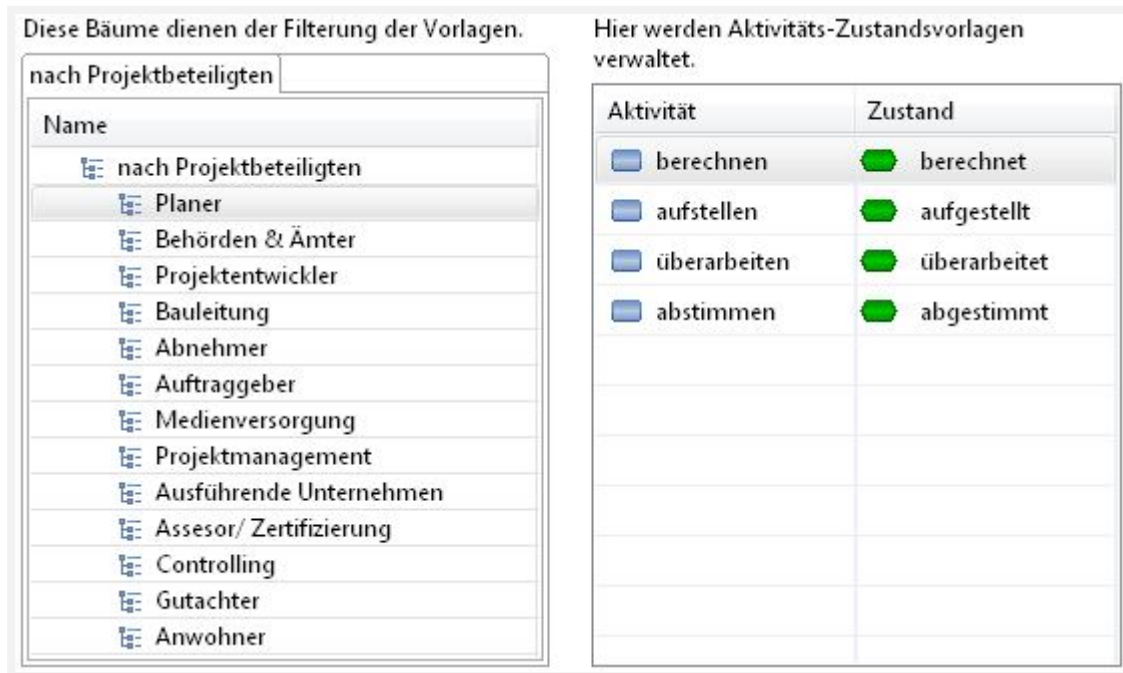 Diese Bäume dienen der Filterung der Vorlagen.
nach Projektbeteiligten
Name
nach Projektbeteiligten
Planer
Behörden & Ämter
Projektentwickler
Bauleitung
Abnehmer
Auftraggeber
Medienversorgung
Projektmanagement
Ausführende Unternehmen
Assesor/ Zertifizierung
Controlling
Gutachter
Anwohner
Hier werden Aktivitäts-Zustandsvorlagen
verwaltet.
Aktivität Zustand
berechnen berechnet
aufstellen aufgestellt
überarbeiten überarbeitet
abstimmen abgestimmt